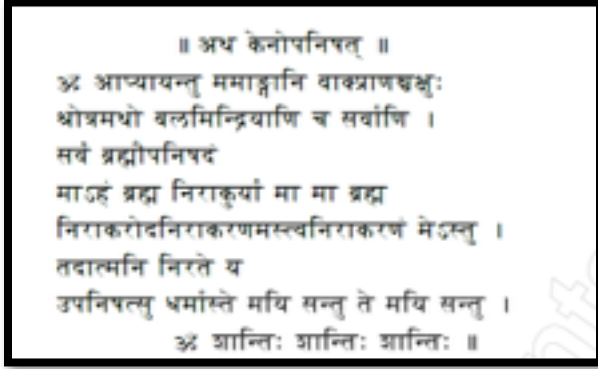 ॥ अथ केनोपनिषत् ॥
ॐ आप्यायन्तु ममाङ्गानि वाक्प्राणश्चक्षुः
श्रोत्रमथो बलमिन्द्रियाणि च सर्वाणि ।
सर्वं ब्रह्मौपनिषदं
माऽहं ब्रह्म निराकुर्यां मा मा ब्रह्म
निराकरोदनिराकरणमस्त्वनिराकरणं मेऽस्तु ।
तदात्मनि निरते य
उपनिषत्सु धर्मास्ते मयि सन्तु ते मयि सन्तु ।
ॐ शान्तिः शान्तिः शान्तिः ॥